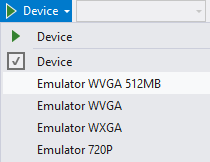 Device
Device
Device
Emulator WVGA 512MB
Emulator WVGA
Emulator WXGA
Emulator 720P